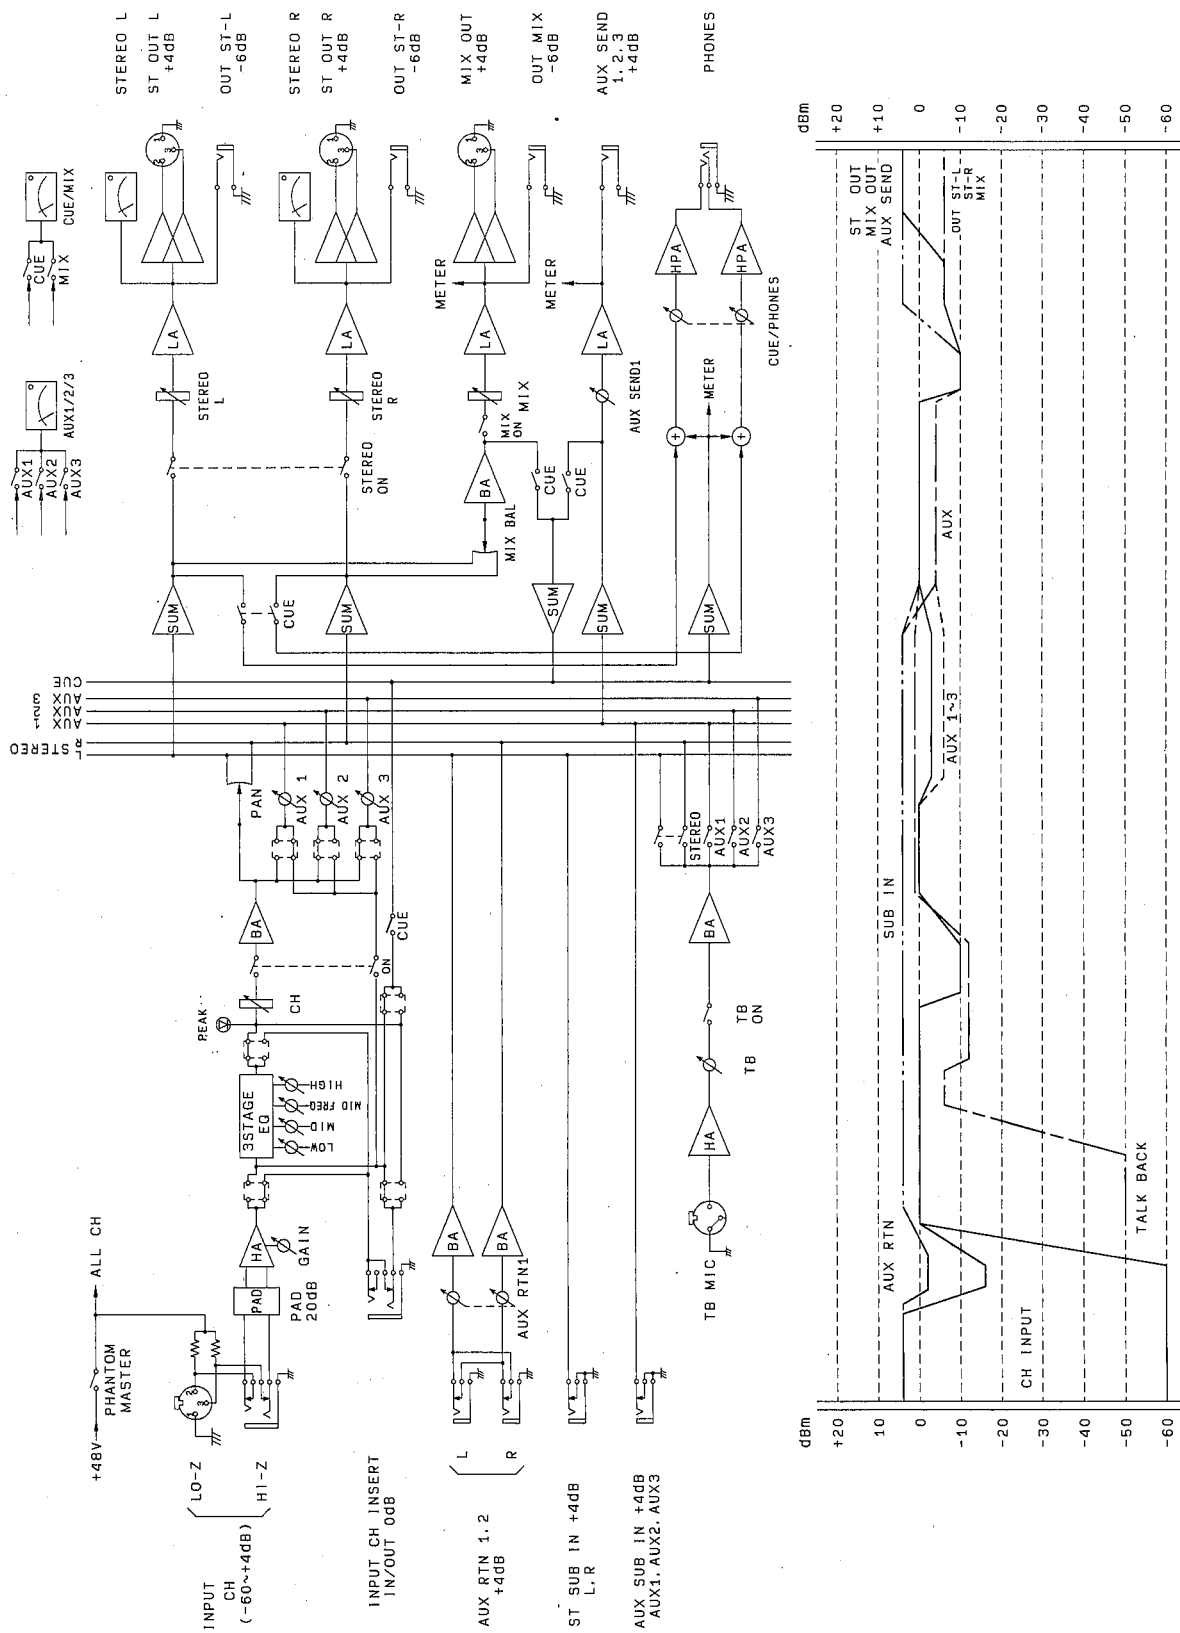 INPUT
CH
(-60~+4dB)
LO-Z
HI-Z
+48V
PHANTOM
MASTER
ALL CH
PAD
PAD
20dB
HA
GAIN
3STAGE
EQ
LOW
MID
MID FREQ
HIGH
PEAK
CH
ON
BA
CUE
PAN
AUX 1
AUX 2
AUX 3
INPUT CH INSERT
IN/OUT 0dB
AUX RTN 1,2
+4dB
L
R
AUX RTN1
BA
BA
ST SUB IN +4dB
L,R
AUX SUB IN +4dB
AUX1, AUX2, AUX3
TB MIC
HA
TB
TB
ON
BA
STEREO
AUX1
AUX2
AUX3
L STEREO
R
AUX 1
AUX 2
AUX 3
CUE
AUX1
AUX2
AUX3
AUX1/2/3
CUE
MIX
CUE/MIX
SUM
SUM
SUM
SUM
SUM
CUE
STEREO
ON
STEREO
L
STEREO
R
MIX BAL
BA
MIX
ON
MIX
CUE
CUE
AUX SEND1
LA
LA
LA
LA
METER
METER
METER
HPA
HPA
CUE/PHONES
STEREO L
ST OUT L
+4dB
OUT ST-L
-6dB
STEREO R
ST OUT R
+4dB
OUT ST-R
-6dB
MIX OUT
+4dB
OUT MIX
-6dB
AUX SEND
1,2,3
+4dB
PHONES
dBm
+20
10
0
-10
-20
-30
-40
-50
-60
CH INPUT
AUX RTN
TALK BACK
SUB IN
AUX 1~3
AUX
ST OUT
MIX OUT
AUX SEND
OUT ST-L
ST-R
MIX
dBm
+20
+10
0
-10
-20
-30
-40
-50
-60